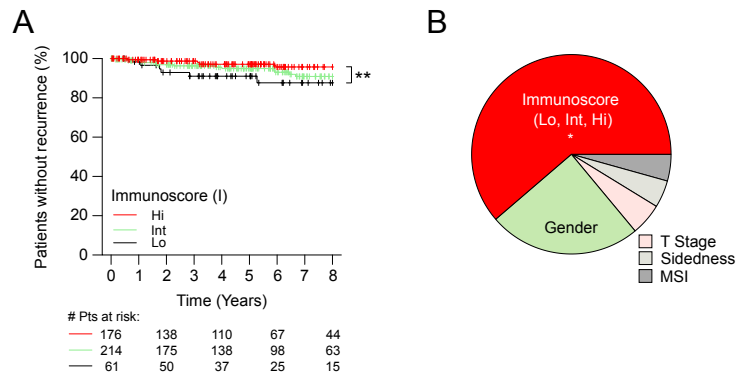 A
B
Patients without recurrence (%)
100
80
60
40
20
0
**
Immunoscore (I)
Hi
Int
Lo
0 1 2 3 4 5 6 7 8
Time (Years)
# Pts at risk:
176 138 110 67 44
214 175 138 98 63
61 50 37 25 15
Immunoscore
(Lo, Int, Hi)
*
Gender
T Stage
Sidedness
MSI